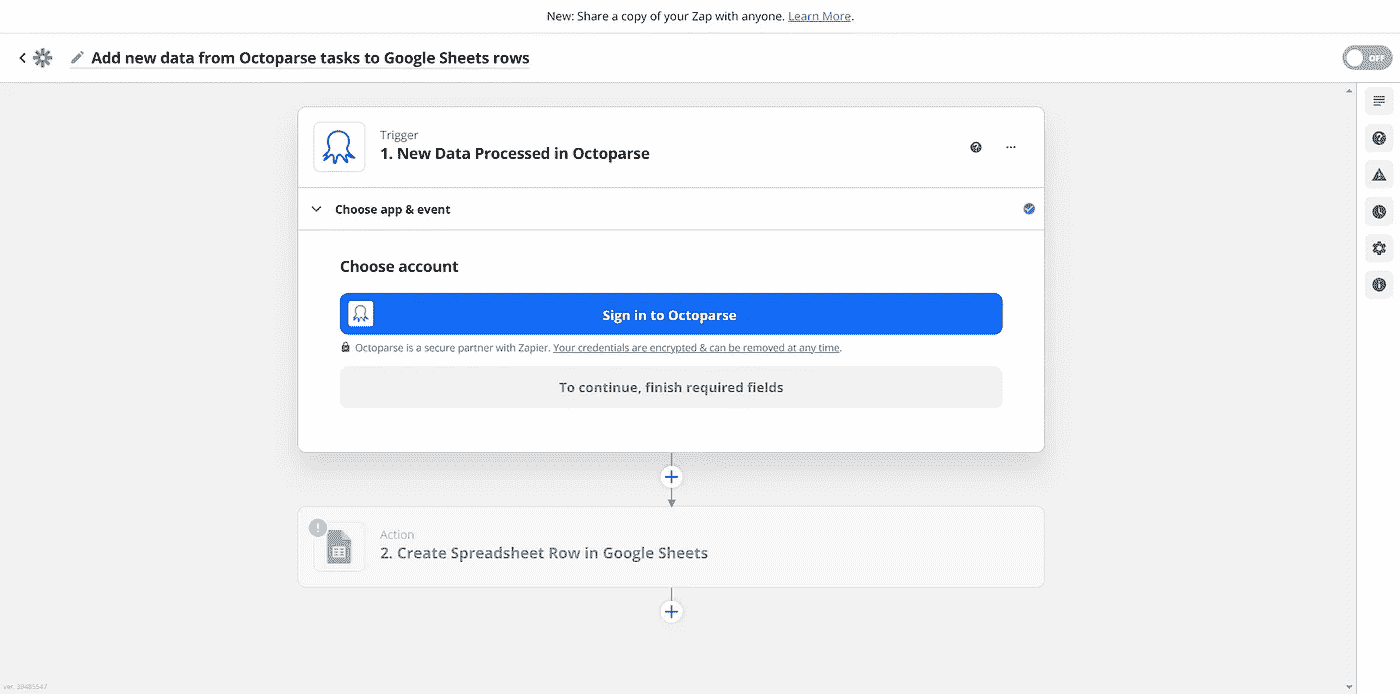 New: Share a copy of your Zap with anyone. Learn More.
Add new data from Octoparse tasks to Google Sheets rows
OFF
Trigger
1. New Data Processed in Octoparse
Choose app & event
Choose account
Sign in to Octoparse
Octoparse is a secure partner with Zapier. Your credentials are encrypted & can be removed at any time.
To continue, finish required fields
Action
2. Create Spreadsheet Row in Google Sheets
ver. 39485547